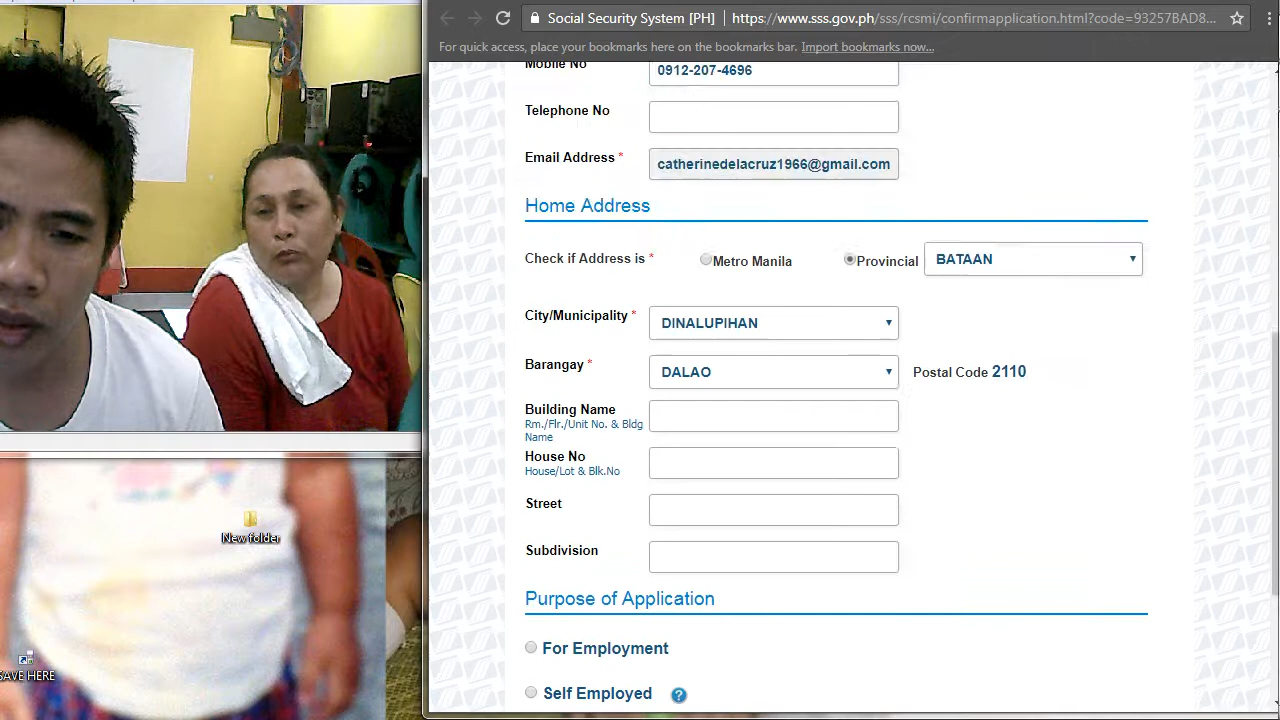 Social Security System [PH] | https://www.sss.gov.ph/sss/esmi/confirmapplication.html?code=93257BAD8...
For quick access, place your bookmarks here on the bookmarks bar. Import bookmarks now...
Mobile No
0912-207-4696
Telephone No
Email Address *
catherinedelacruz1966@gmail.com
Home Address
Check if Address is *
Metro Manila
Provincial
BATAAN
City/Municipality *
DINALUPIHAN
Barangay *
DALAO
Postal Code 2110
Building Name
Rm./Flr./Unit No. & Bldg
Name
House No
House/Lot & Blk.No
Street
Subdivision
Purpose of Application
For Employment
Self Employed ?
New folder
SAVE HERE